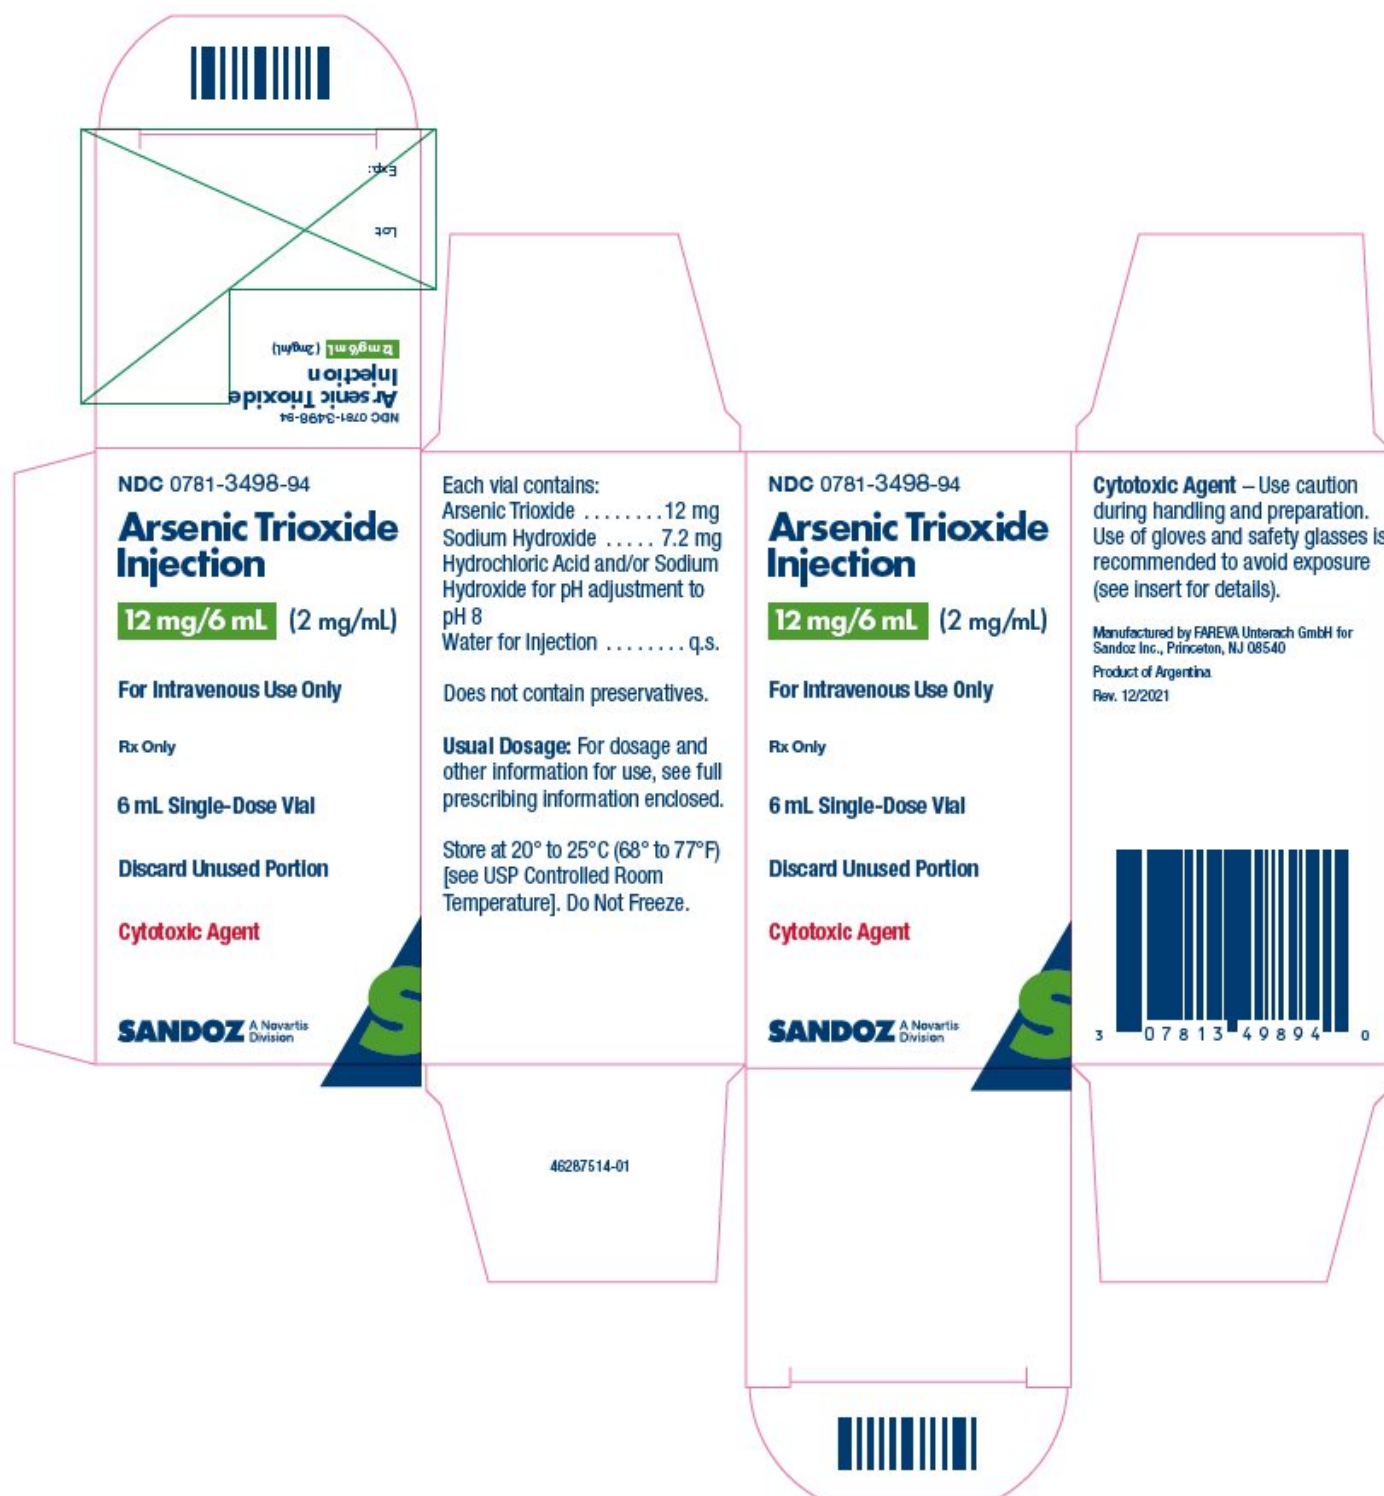 Exp.:
Lot
12 mg/6 mL (2mg/mL)
Injection
Arsenic Trioxide
NDC 0781-3498-94
NDC 0781-3498-94
Arsenic Trioxide
Injection
12 mg/6 mL (2 mg/mL)
For Intravenous Use Only
Rx Only
6 mL Single-Dose Vial
Discard Unused Portion
Cytotoxic Agent
SANDOZ A Novartis
Division
S
Each vial contains:
Arsenic Trioxide ........12 mg
Sodium Hydroxide ..... 7.2 mg
Hydrochloric Acid and/or Sodium
Hydroxide for pH adjustment to
pH 8
Water for Injection ........ q.s.
Does not contain preservatives.
Usual Dosage: For dosage and
other information for use, see full
prescribing information enclosed.
Store at 20° to 25°C (68° to 77°F)
[see USP Controlled Room
Temperature]. Do Not Freeze.
46287514-01
NDC 0781-3498-94
Arsenic Trioxide
Injection
12 mg/6 mL (2 mg/mL)
For Intravenous Use Only
Rx Only
6 mL Single-Dose Vial
Discard Unused Portion
Cytotoxic Agent
SANDOZ A Novartis
Division
S
Cytotoxic Agent – Use caution
during handling and preparation.
Use of gloves and safety glasses is
recommended to avoid exposure
(see insert for details).
Manufactured by FAREVA Unterach GmbH for
Sandoz Inc., Princeton, NJ 08540
Product of Argentina
Rev. 12/2021
3 07813 49894 0